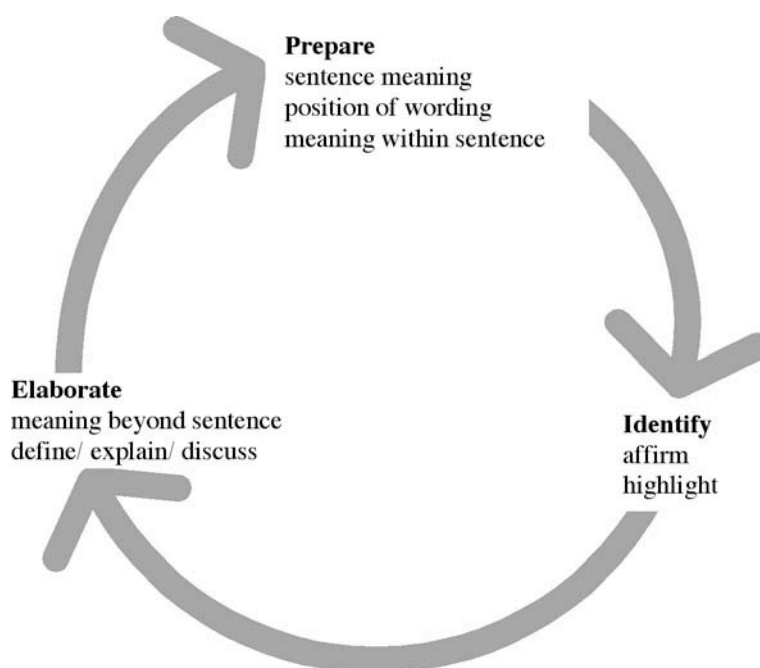 Prepare
sentence meaning
position of wording
meaning within sentence
Identify
affirm
highlight
Elaborate
meaning beyond sentence
define/ explain/ discuss